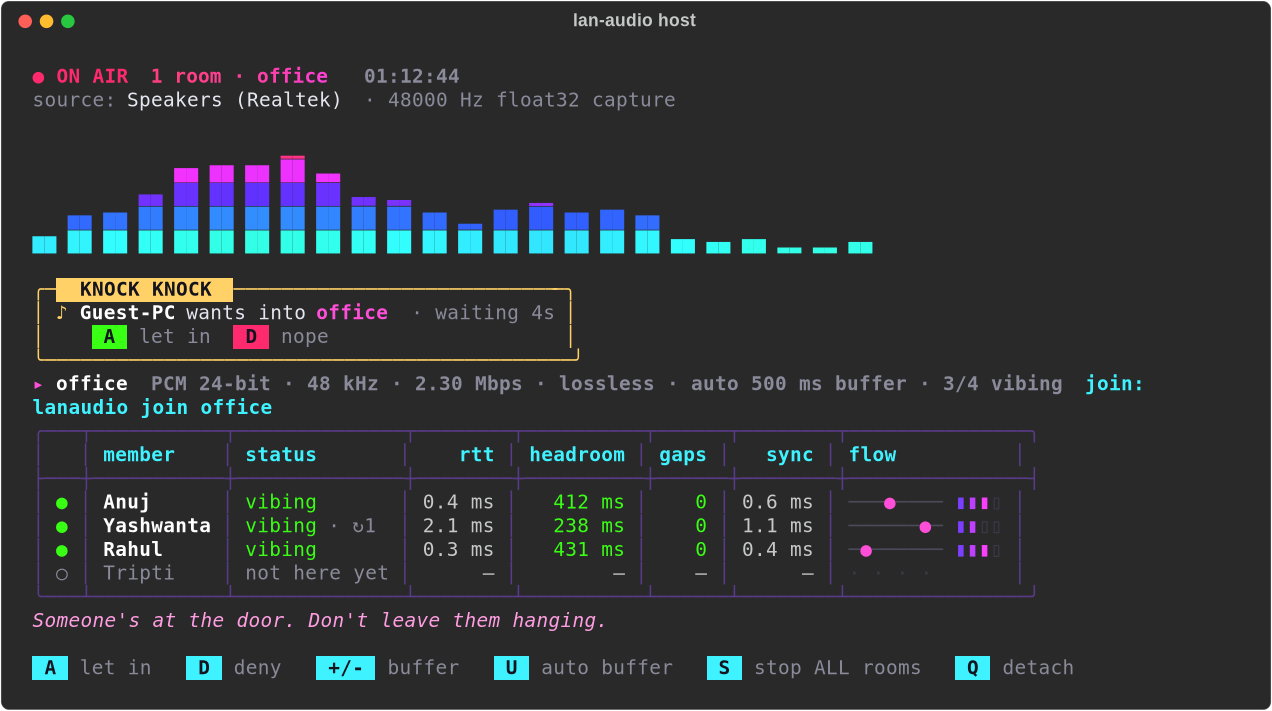 lan-audio host
● ON AIR  1 room · office   01:12:44
source: Speakers (Realtek)  · 48000 Hz float32 capture
KNOCK KNOCK
♪ Guest-PC wants into office  · waiting 4s
A let in  D nope
▸ office  PCM 24-bit · 48 kHz · 2.30 Mbps · lossless · auto 500 ms buffer · 3/4 vibing  join:
lanaudio join office
member  status  rtt  headroom  gaps  sync  flow
● Anuj  vibing  0.4 ms  412 ms  0  0.6 ms
● Yashwanta  vibing · ↻1  2.1 ms  238 ms  0  1.1 ms
● Rahul  vibing  0.3 ms  431 ms  0  0.4 ms
○ Tripti  not here yet  —  —  —  —  · · · ·
Someone's at the door. Don't leave them hanging.
A let in  D deny  +/- buffer  U auto buffer  S stop ALL rooms  Q detach